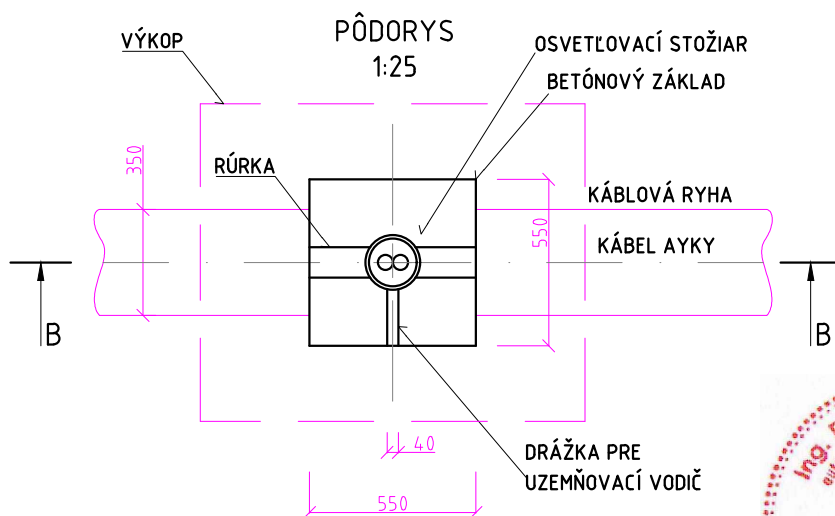 PÔDORYS
1:25
VÝKOP
OSVETĽOVACÍ STOŽIAR
BETÓNOVÝ ZÁKLAD
350
RÚRKA
KÁBLOVÁ RYHA
550
KÁBEL AYKY
B
B
40
DRÁŽKA PRE
UZEMŇOVACÍ VODIČ
550
Ing.